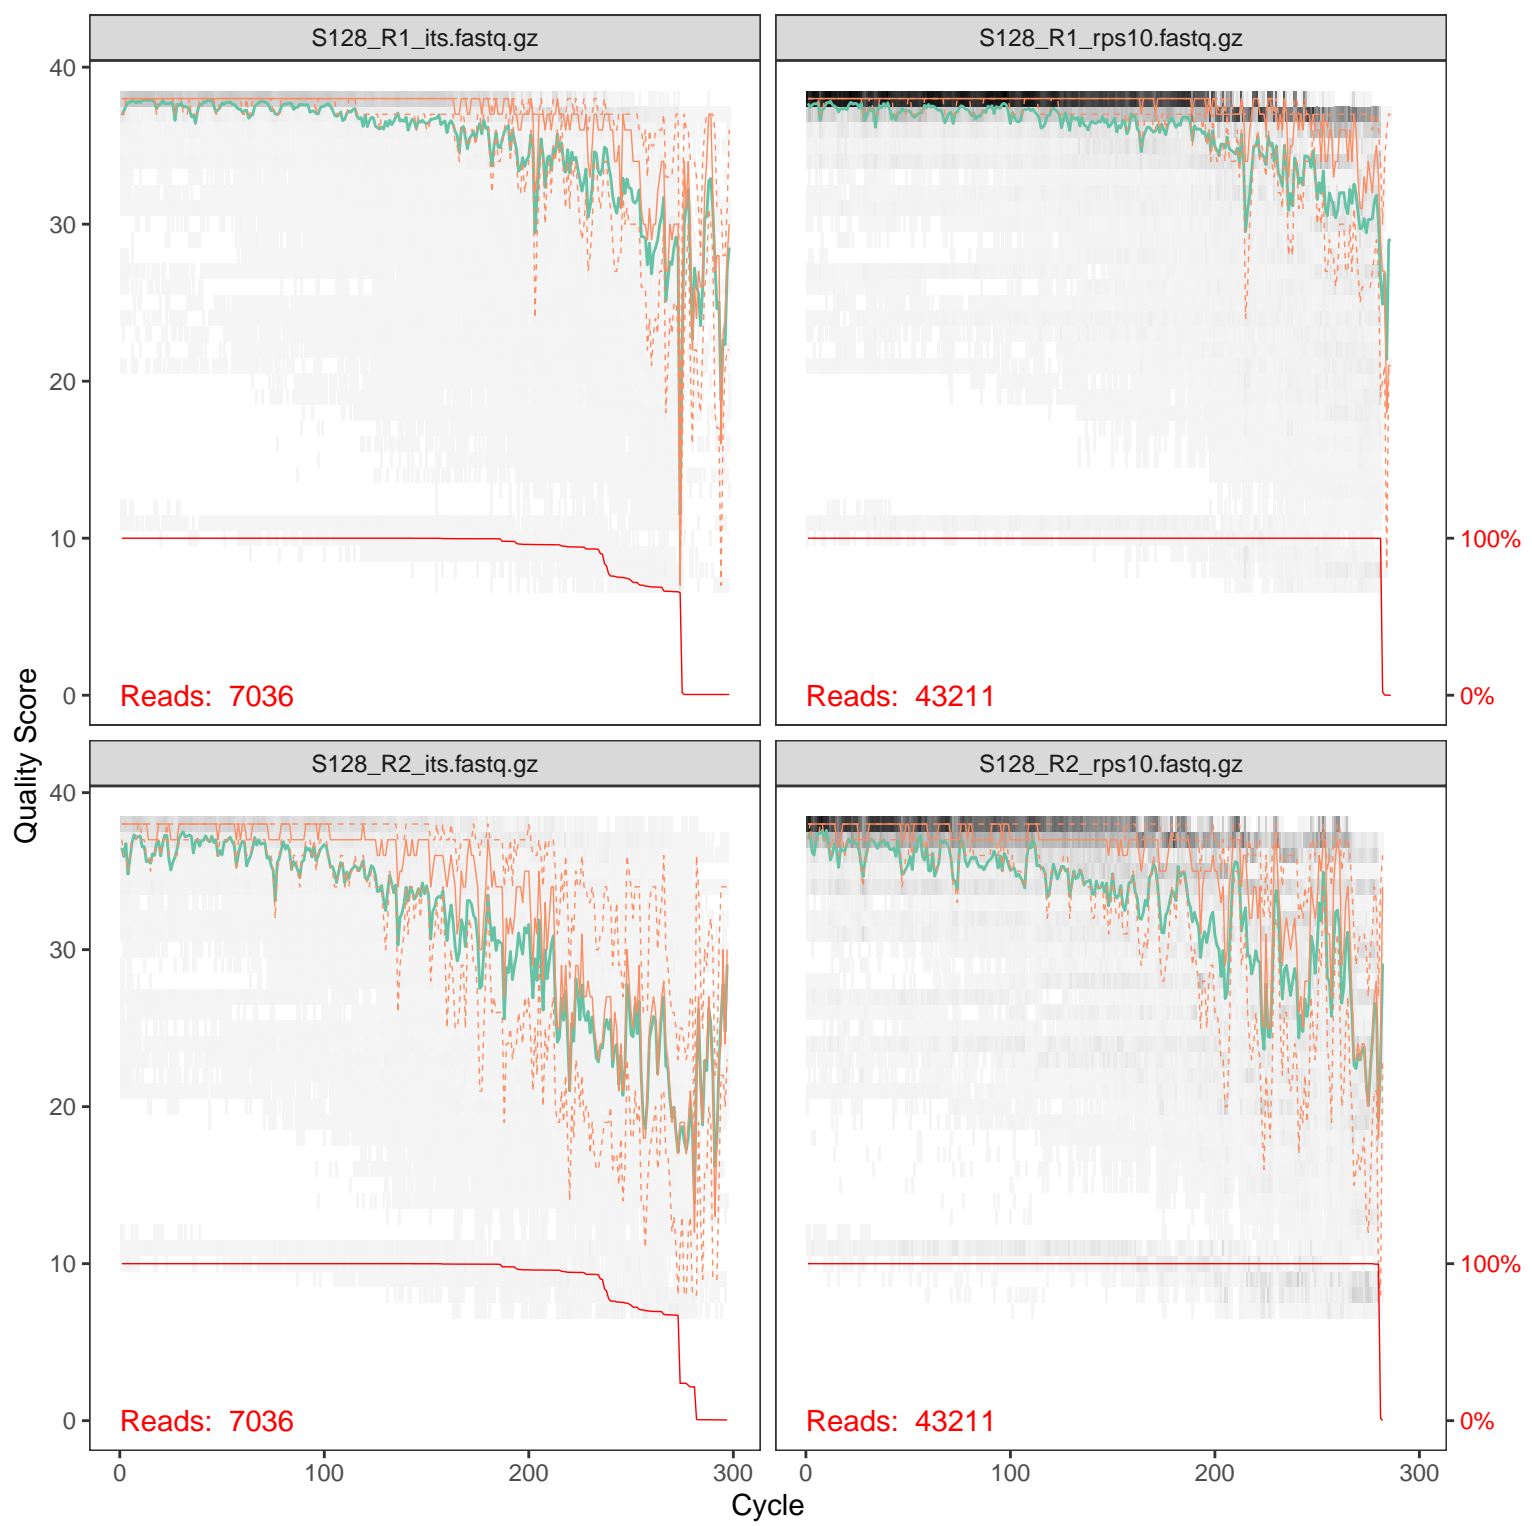 S128_R1_its.fastq.gz
S128_R1_rps10.fastq.gz
40
30
20
10
0
100%
0%
Reads: 7036
Reads: 43211
Quality Score
S128_R2_its.fastq.gz
S128_R2_rps10.fastq.gz
40
30
20
10
0
100%
0%
Reads: 7036
Reads: 43211
0 100 200 300
0 100 200 300
Cycle